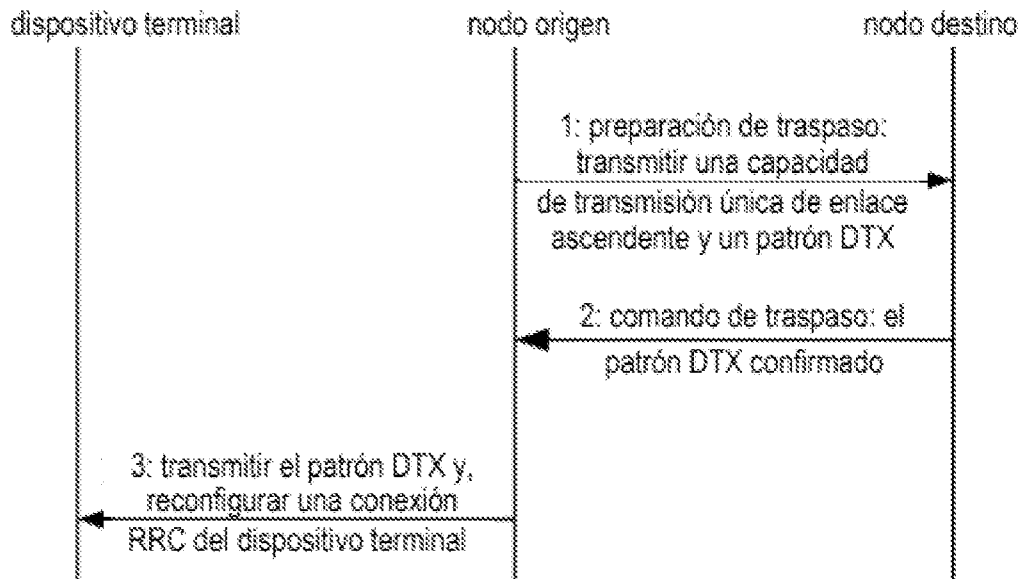 dispositivo terminal
nodo origen
nodo destino
1: preparación de traspaso:
transmitir una capacidad
de transmisión única de enlace
ascendente y un patrón DTX
2: comando de traspaso: el
patrón DTX confirmado
3: transmitir el patrón DTX y,
reconfigurar una conexión
RRC del dispositivo terminal